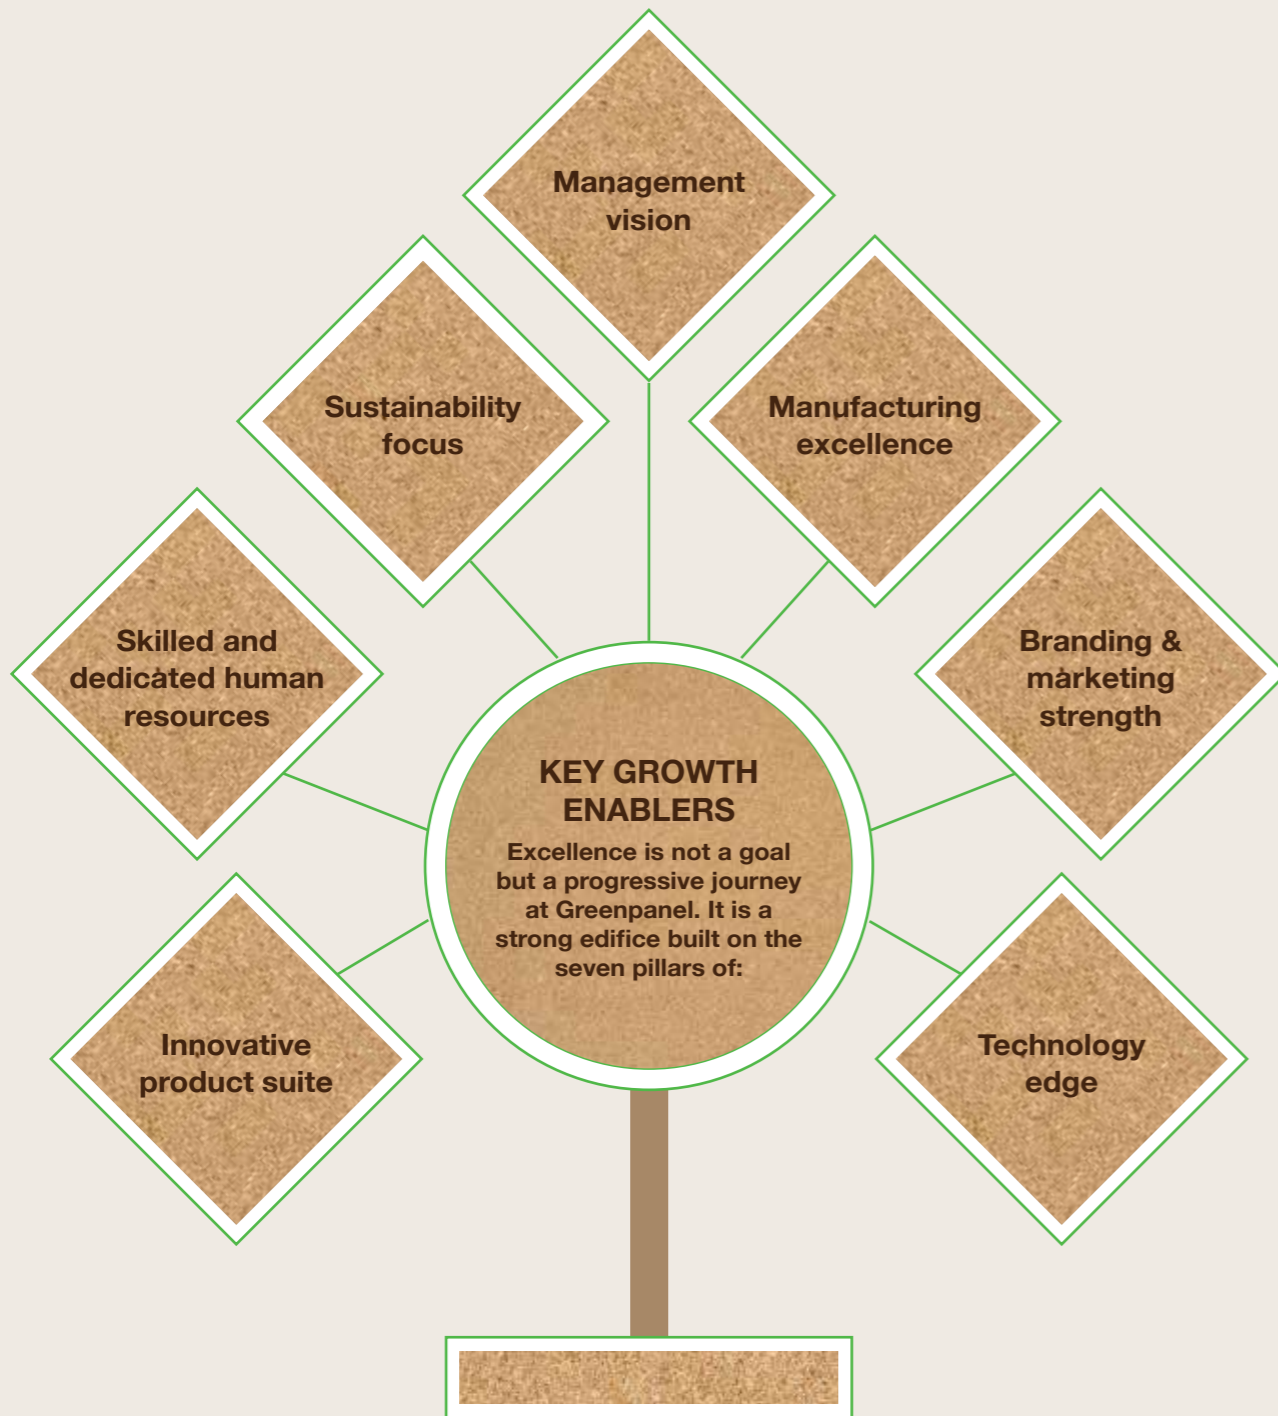 Management
vision
Sustainability
focus
Manufacturing
excellence
Skilled and
dedicated human
resources
Branding &
marketing
strength
KEY GROWTH
ENABLERS
Excellence is not a goal
but a progressive journey
at Greenpanel. It is a
strong edifice built on the
seven pillars of:
Innovative
product suite
Technology
edge